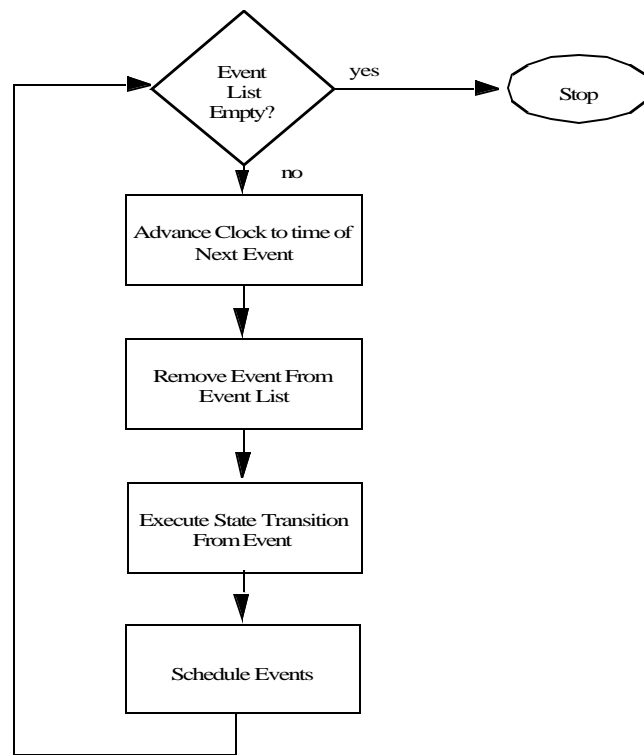 Event
List
Empty?
yes
Stop
no
Advance Clock to time of
Next Event
Remove Event From
Event List
Execute State Transition
From Event
Schedule Events